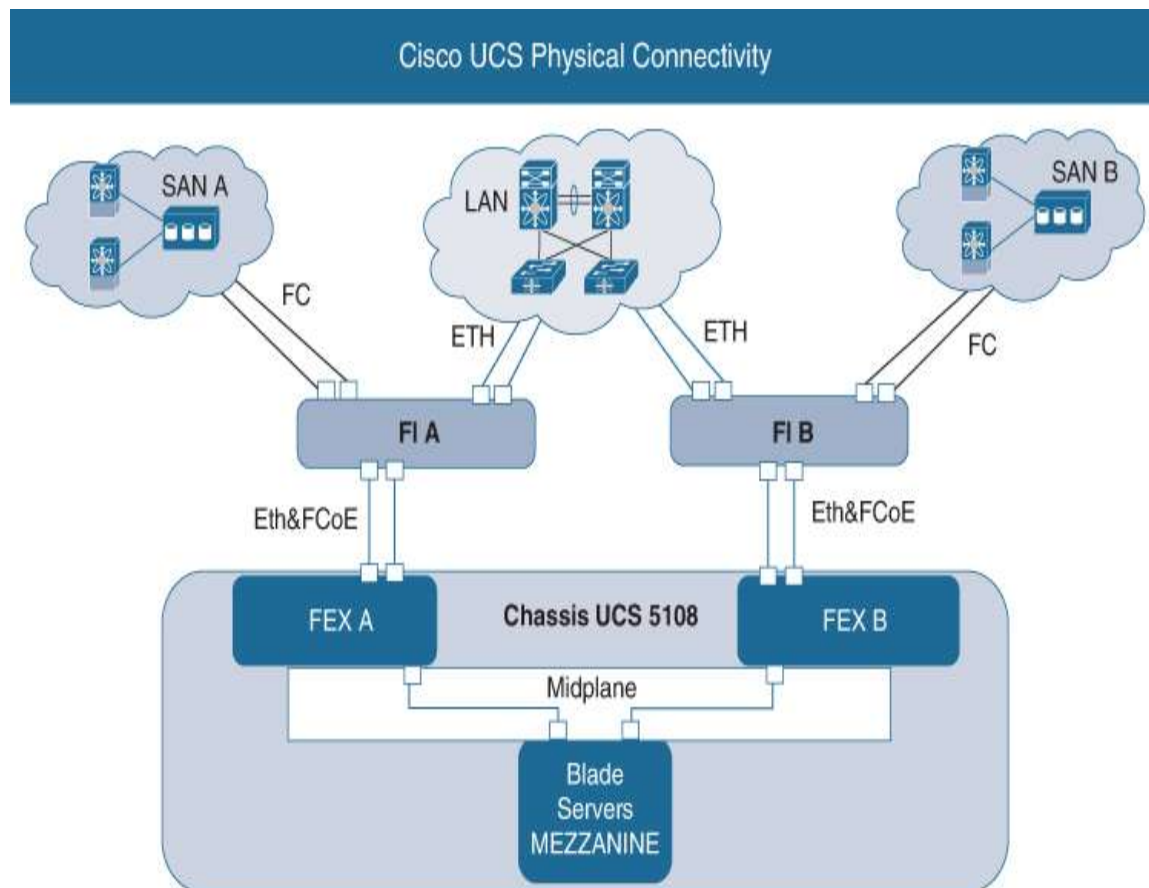 Cisco UCS Physical Connectivity
SAN A
LAN
SAN B
FC
ETH
ETH
FC
FI A
FI B
Eth&FCoE
Eth&FCoE
FEX A
Chassis UCS 5108
FEX B
Midplane
Blade
Servers
MEZZANINE